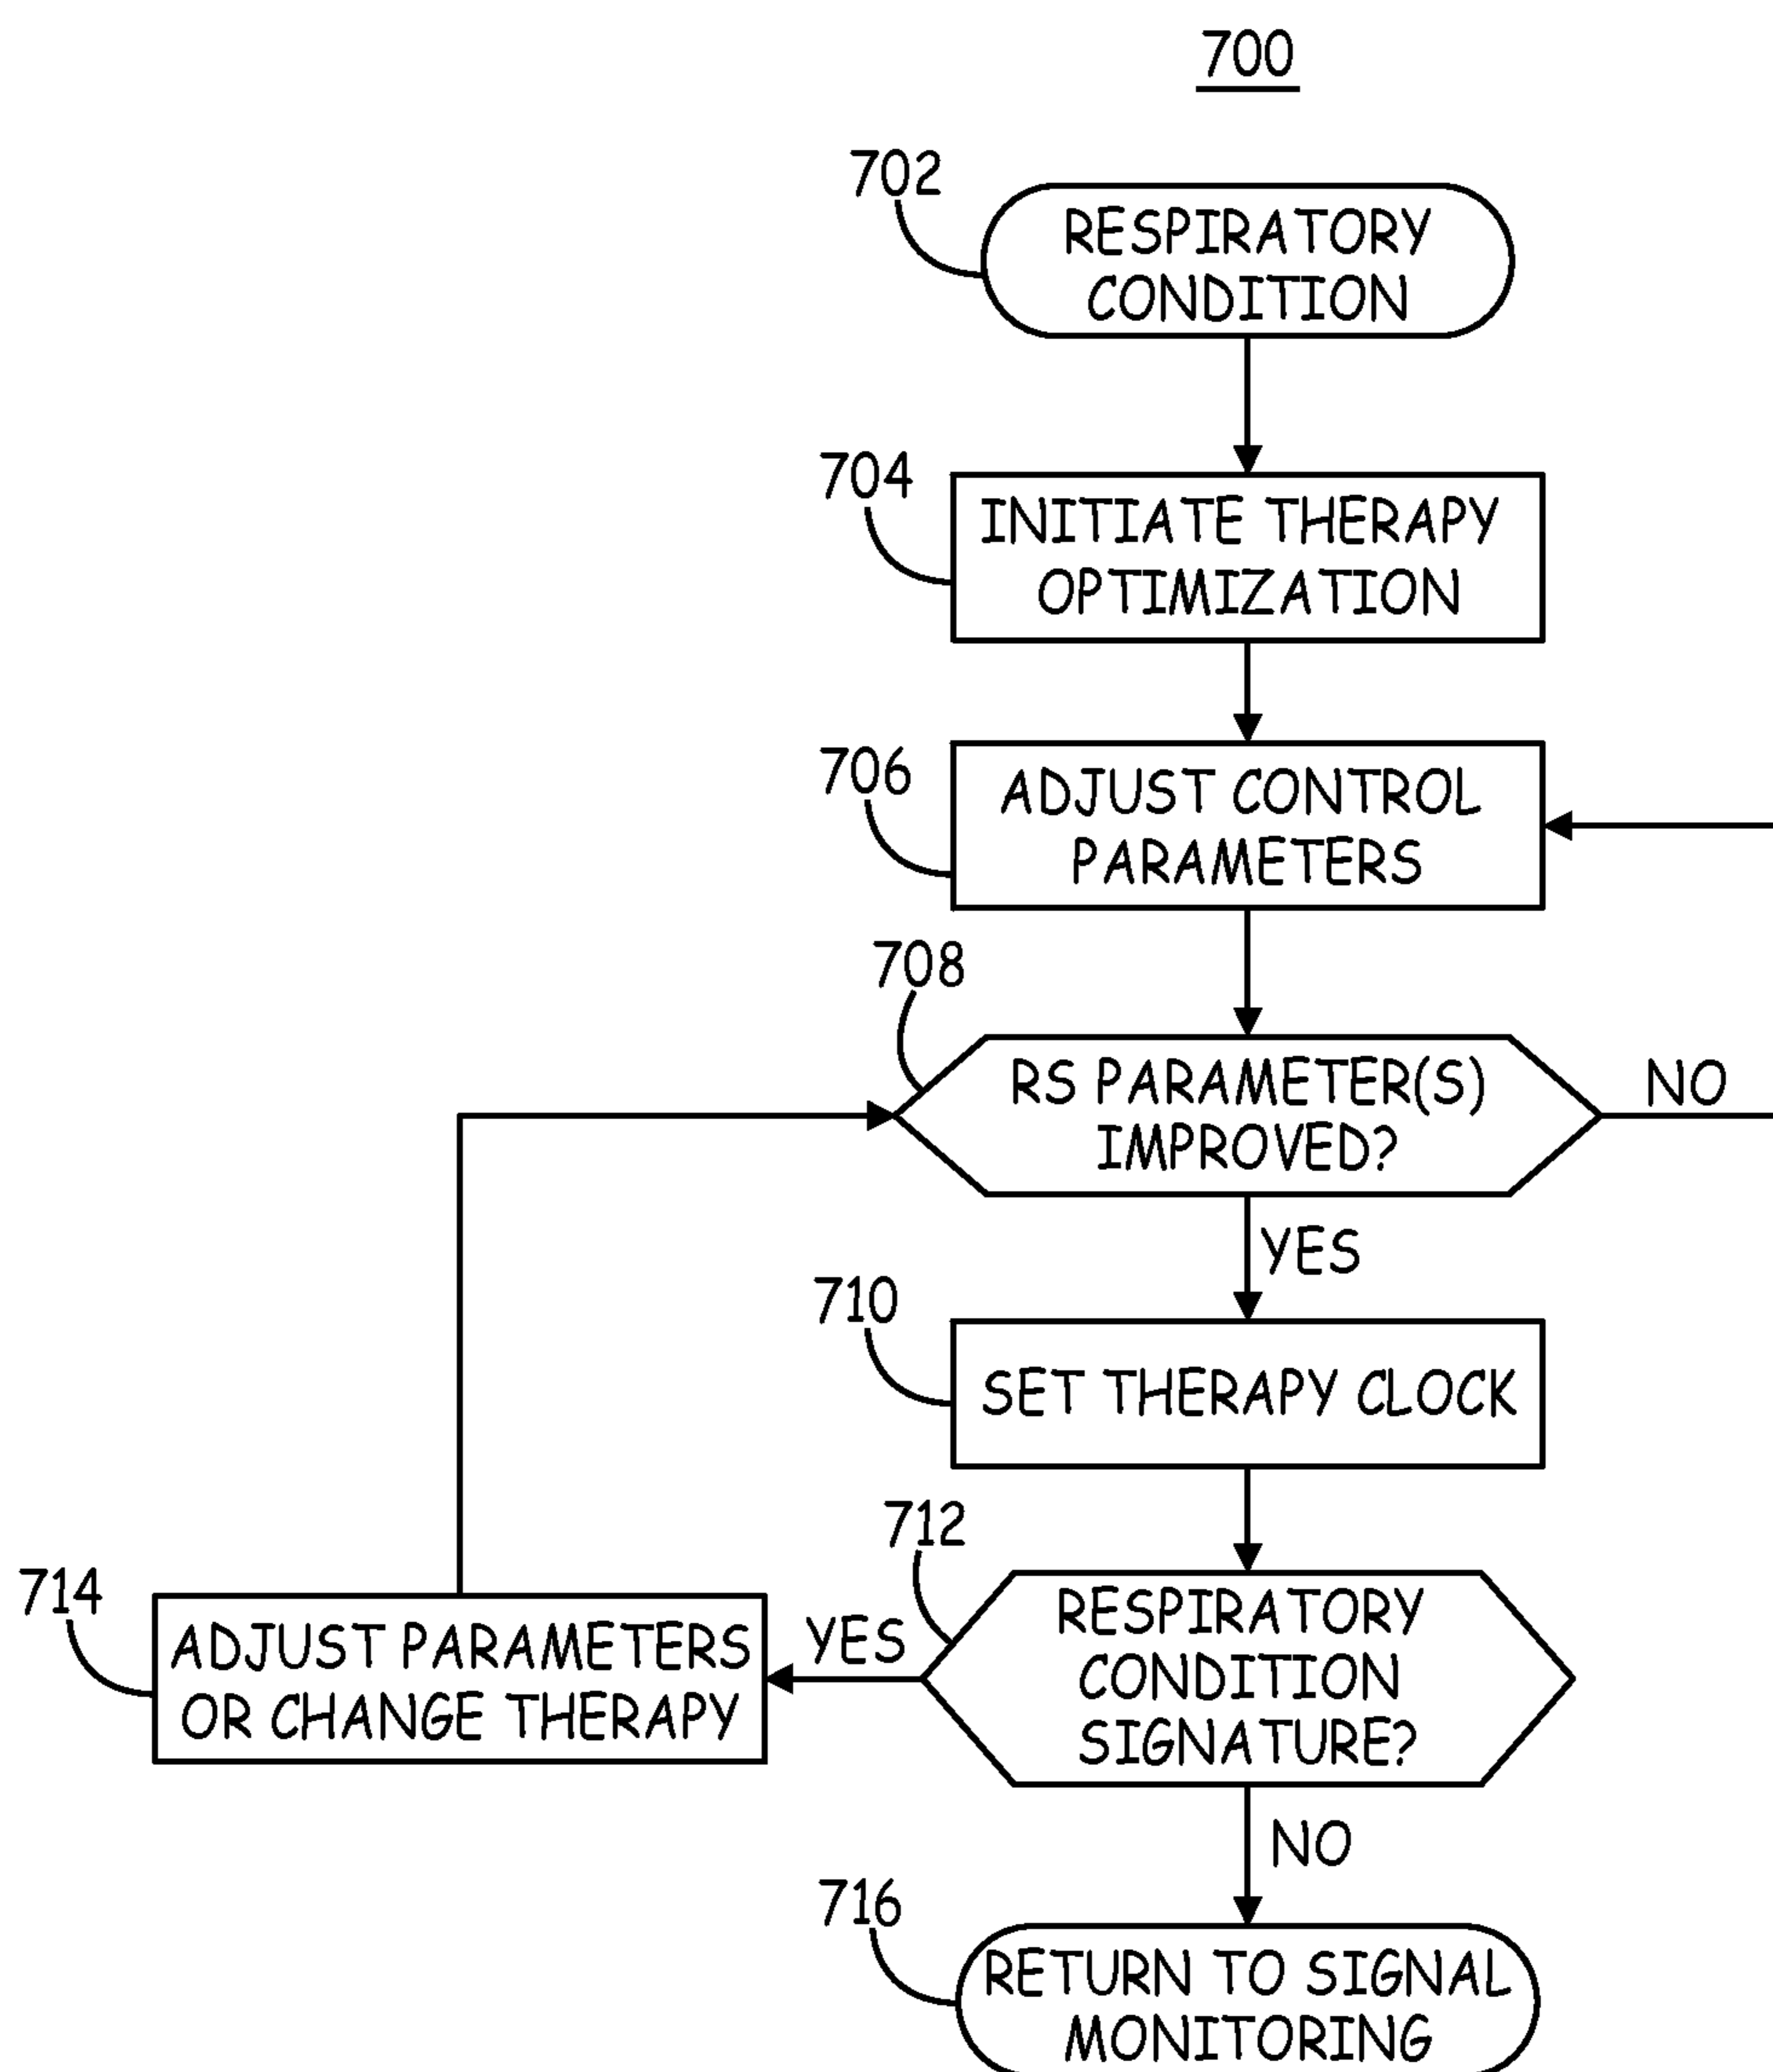 700
702
RESPIRATORY
CONDITION
704
INITIATE THERAPY
OPTIMIZATION
706
ADJUST CONTROL
PARAMETERS
708
RS PARAMETER(S)
IMPROVED?
NO
YES
710
SET THERAPY CLOCK
712
RESPIRATORY
CONDITION
SIGNATURE?
YES
714
ADJUST PARAMETERS
OR CHANGE THERAPY
NO
716
RETURN TO SIGNAL
MONITORING